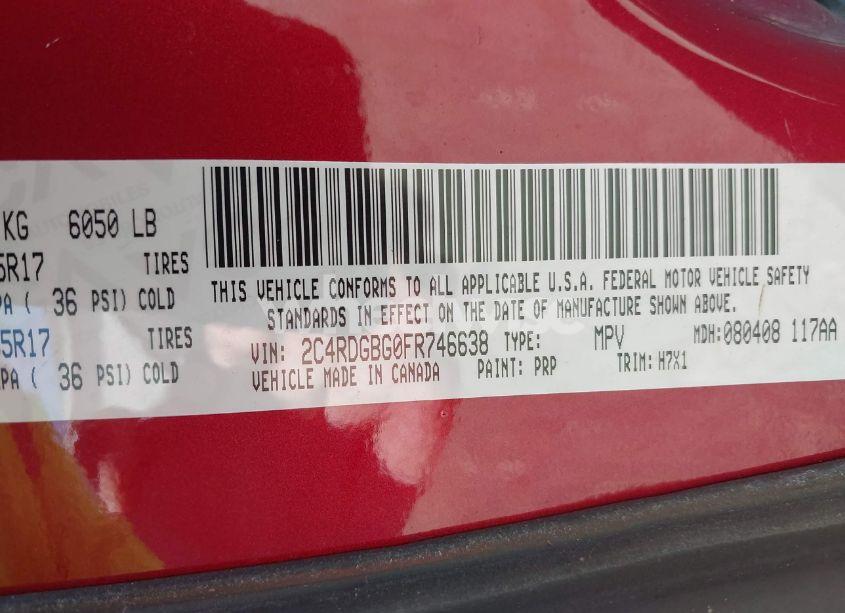 KG 6050 LB
5R17 TIRES
PA ( 36 PSI) COLD
5R17 TIRES
PA ( 36 PSI) COLD
THIS VEHICLE CONFORMS TO ALL APPLICABLE U.S.A. FEDERAL MOTOR VEHICLE SAFETY
STANDARDS IN EFFECT ON THE DATE OF MANUFACTURE SHOWN ABOVE.
VIN: 2C4RDGBG0FR746638 TYPE: MPV MDH:080408 117AA
VEHICLE MADE IN CANADA PAINT: PRP TRIM: H7X1